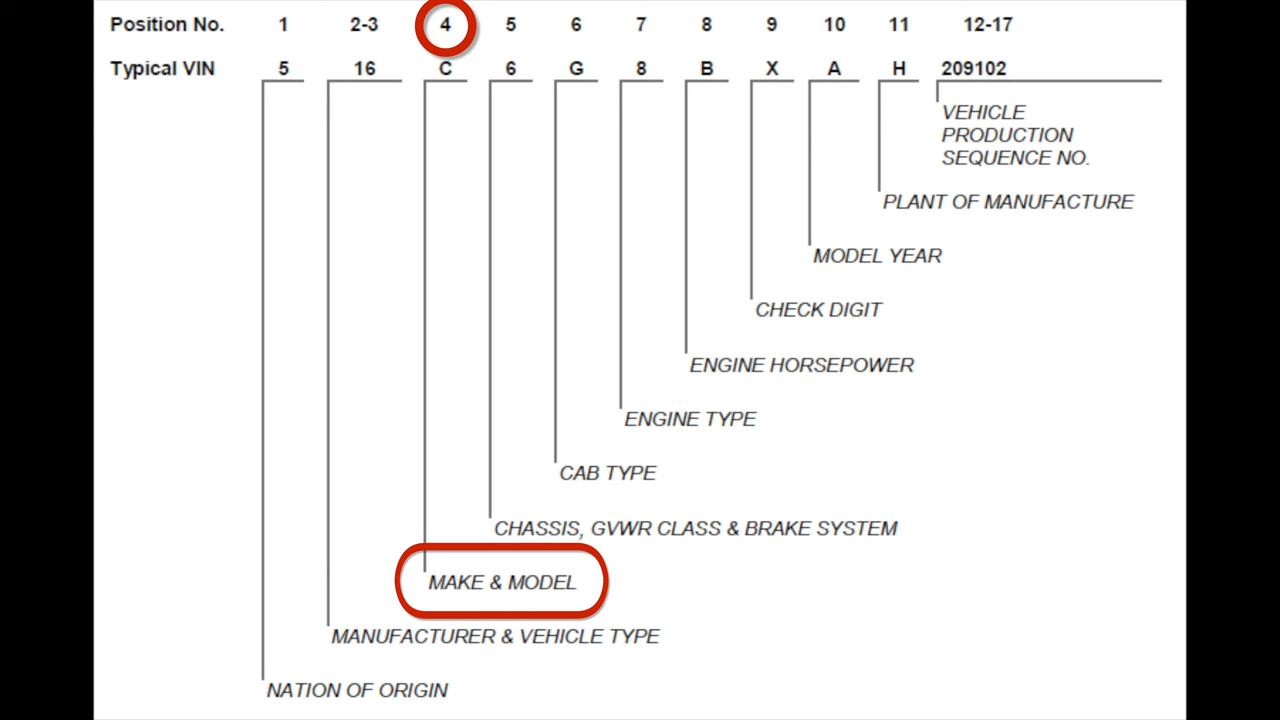 Position No. 1 2-3 4 5 6 7 8 9 10 11 12-17
Typical VIN 5 16 C 6 G 8 B X A H 209102
VEHICLE
PRODUCTION
SEQUENCE NO.
PLANT OF MANUFACTURE
MODEL YEAR
CHECK DIGIT
ENGINE HORSEPOWER
ENGINE TYPE
CAB TYPE
CHASSIS, GVWR CLASS & BRAKE SYSTEM
MAKE & MODEL
MANUFACTURER & VEHICLE TYPE
NATION OF ORIGIN